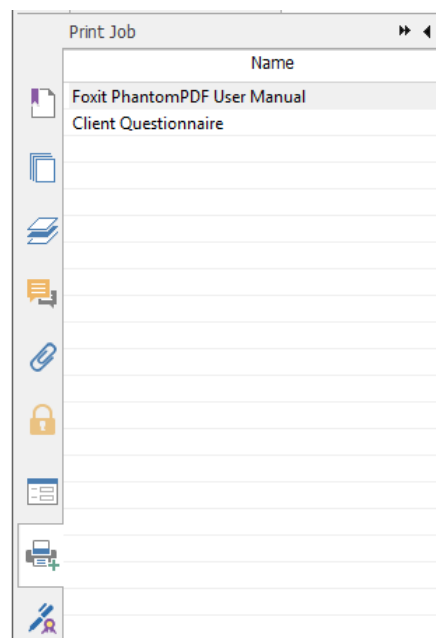 Print Job
Name
Foxit PhantomPDF User Manual
Client Questionnaire